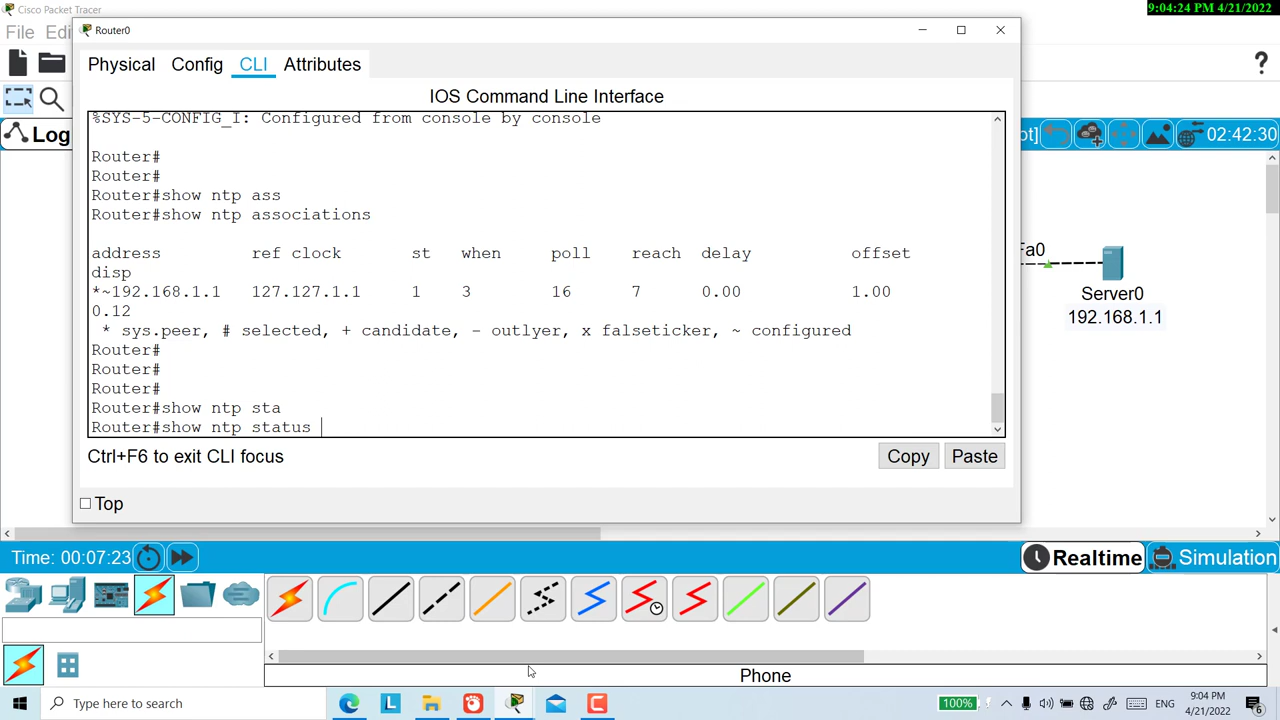 Cisco Packet Tracer
9:04:24 PM 4/21/2022
File Edi
Router0
Physical Config CLI Attributes
IOS Command Line Interface
%SYS-5-CONFIG_I: Configured from console by console
Router#
Router#
Router#show ntp ass
Router#show ntp associations
address ref clock st when poll reach delay offset
disp
*~192.168.1.1 127.127.1.1 1 3 16 7 0.00 1.00
0.12
* sys.peer, # selected, + candidate, - outlyer, x falseticker, ~ configured
Router#
Router#
Router#
Router#show ntp sta
Router#show ntp status
Ctrl+F6 to exit CLI focus
Copy Paste
Top
Log
ot]
02:42:30
Fa0
Server0
192.168.1.1
Time: 00:07:23
Realtime Simulation
Phone
Type here to search
100%
ENG
9:04 PM
4/21/2022
6